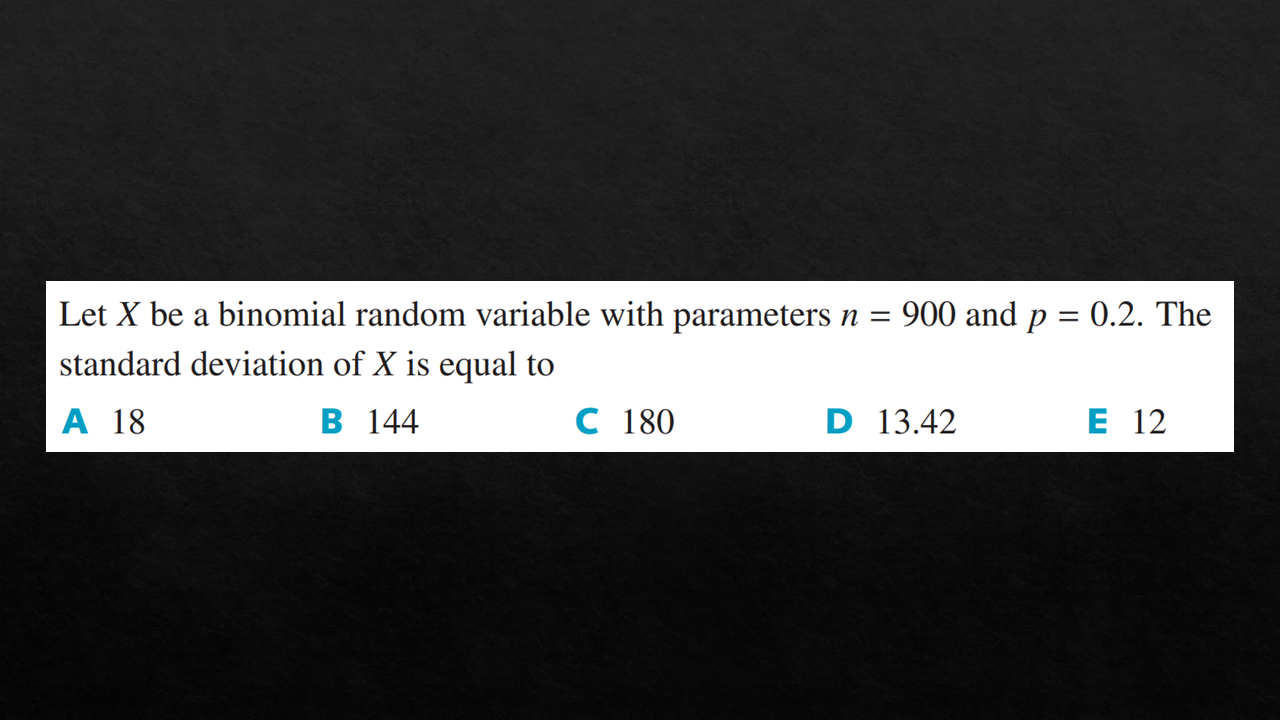 Let X be a binomial random variable with parameters n = 900 and p = 0.2. The
standard deviation of X is equal to
A 18 B 144 C 180 D 13.42 E 12